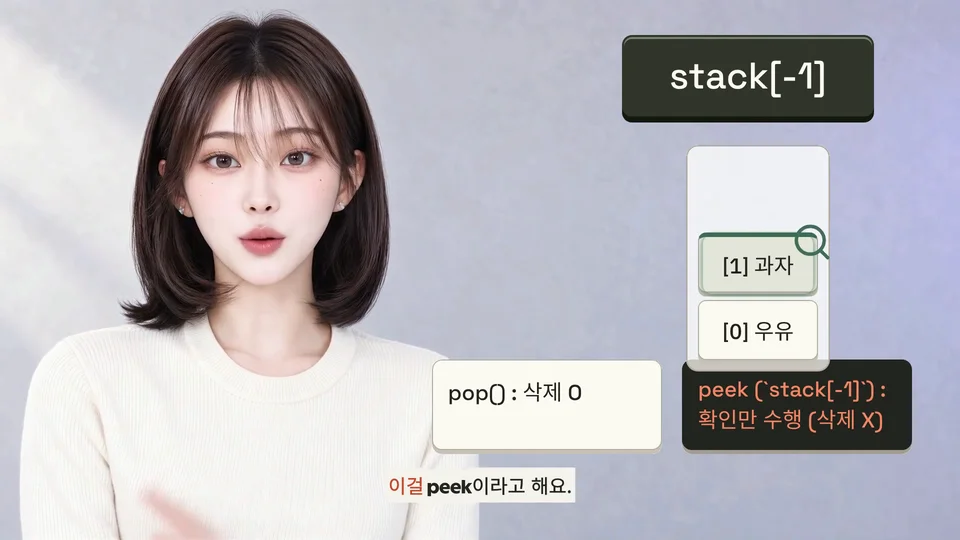 stack[-1]
[1] 과자
[0] 우유
pop() : 삭제 O
peek (`stack[-1]`) :
확인만 수행 (삭제 X)
이걸 peek이라고 해요.